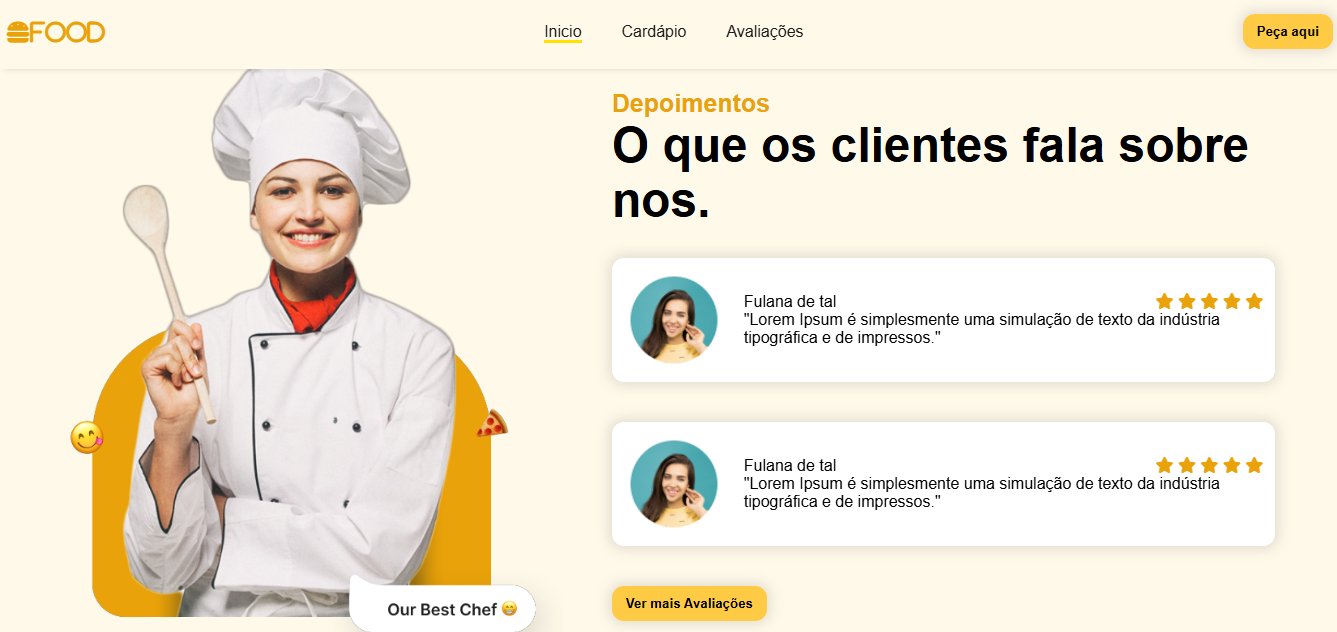 FOOD
Inicio
Cardápio
Avaliações
Peça aqui
Depoimentos
O que os clientes fala sobre
nos.
Fulana de tal
"Lorem Ipsum é simplesmente uma simulação de texto da indústria
tipográfica e de impressos."
Fulana de tal
"Lorem Ipsum é simplesmente uma simulação de texto da indústria
tipográfica e de impressos."
Our Best Chef 😁
Ver mais Avaliações